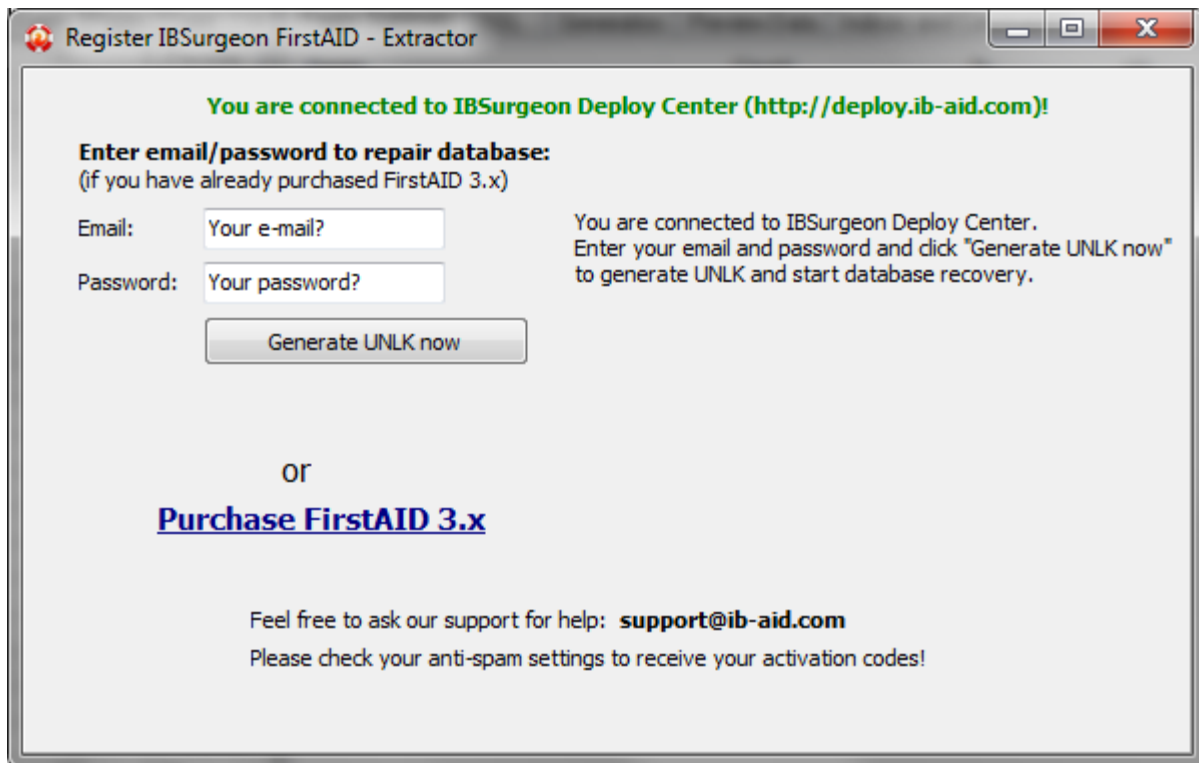 Register IBSurgeon FirstAID - Extractor
You are connected to IBSurgeon Deploy Center (http://deploy.ib-aid.com)!
Enter email/password to repair database:
(if you have already purchased FirstAID 3.x)
Email:
Your e-mail?
Password:
Your password?
Generate UNLK now
You are connected to IBSurgeon Deploy Center.
Enter your email and password and click "Generate UNLK now"
to generate UNLK and start database recovery.
or
Purchase FirstAID 3.x
Feel free to ask our support for help: support@ib-aid.com
Please check your anti-spam settings to receive your activation codes!